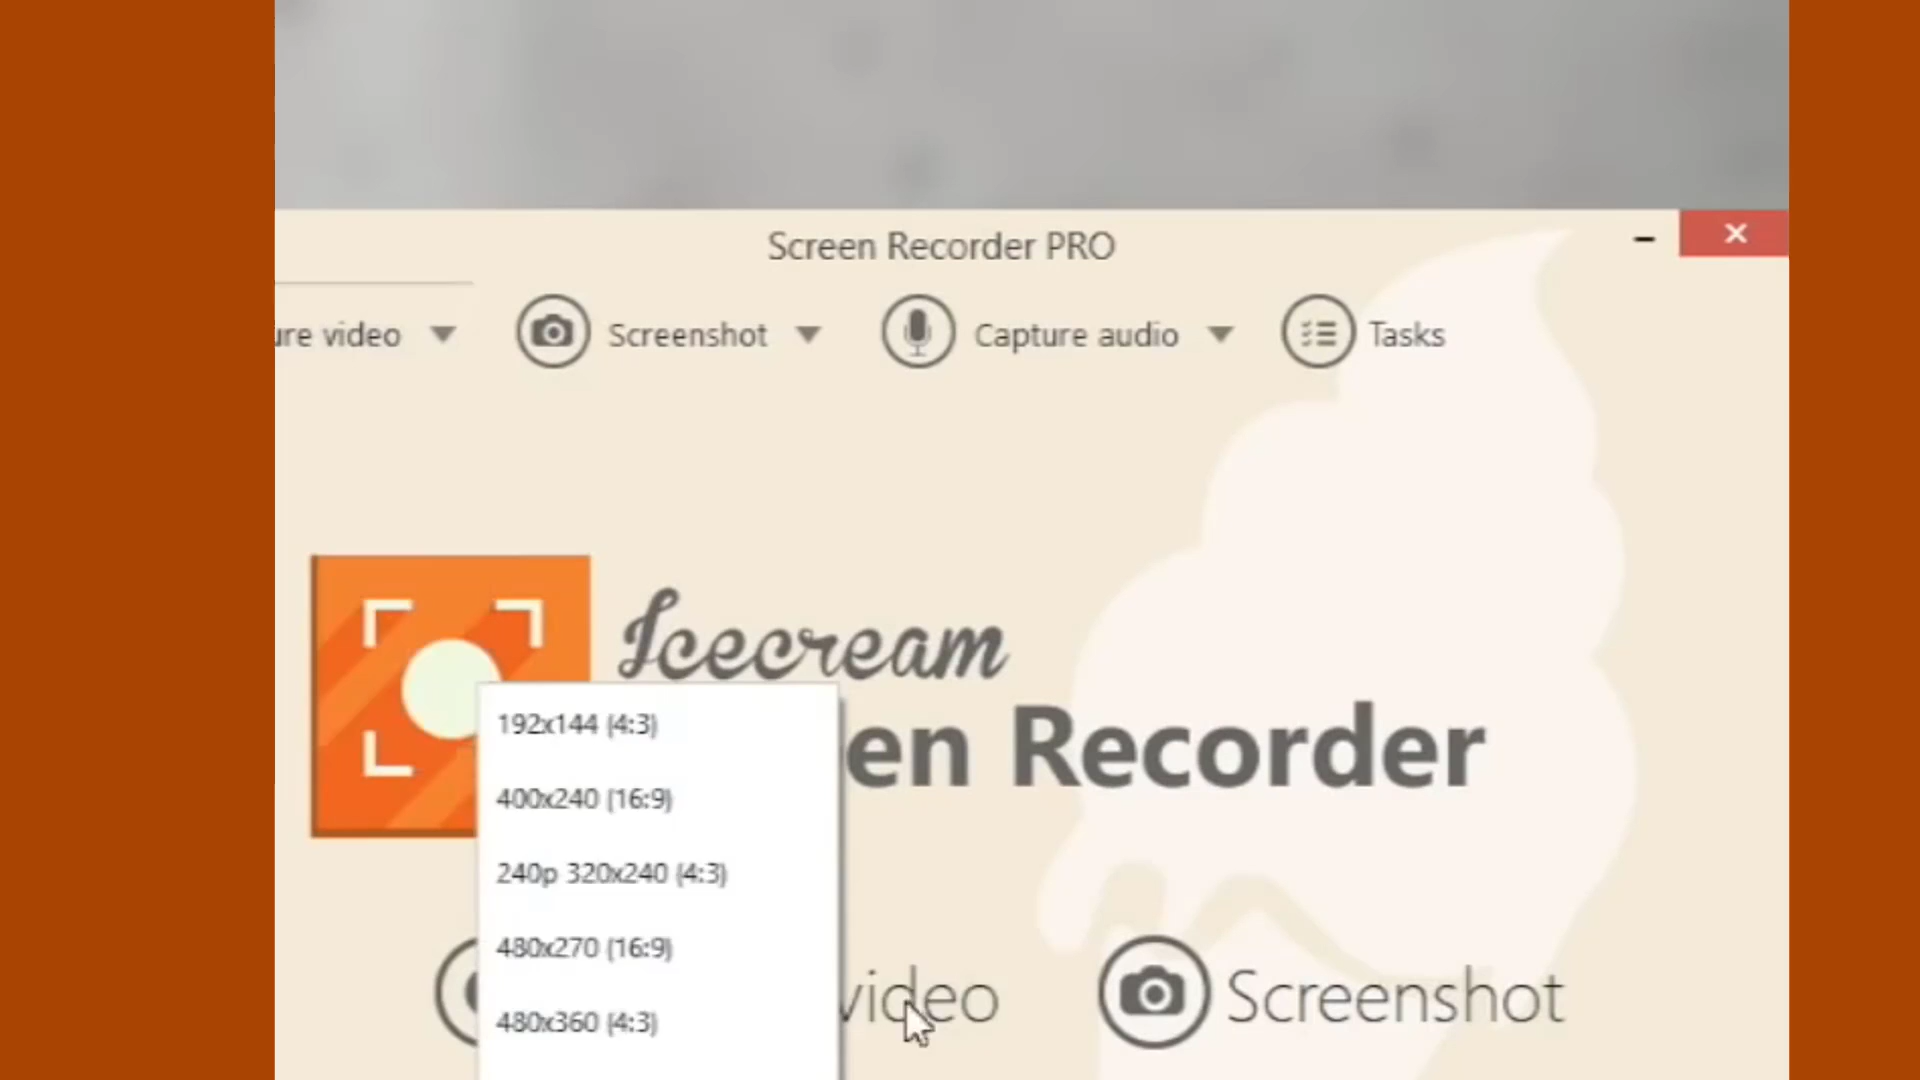 Screen Recorder PRO
ure video Screenshot Capture audio Tasks
Icecream
en Recorder
192x144 (4:3)
400x240 (16:9)
240p 320x240 (4:3)
480x270 (16:9)
480x360 (4:3)
video Screenshot